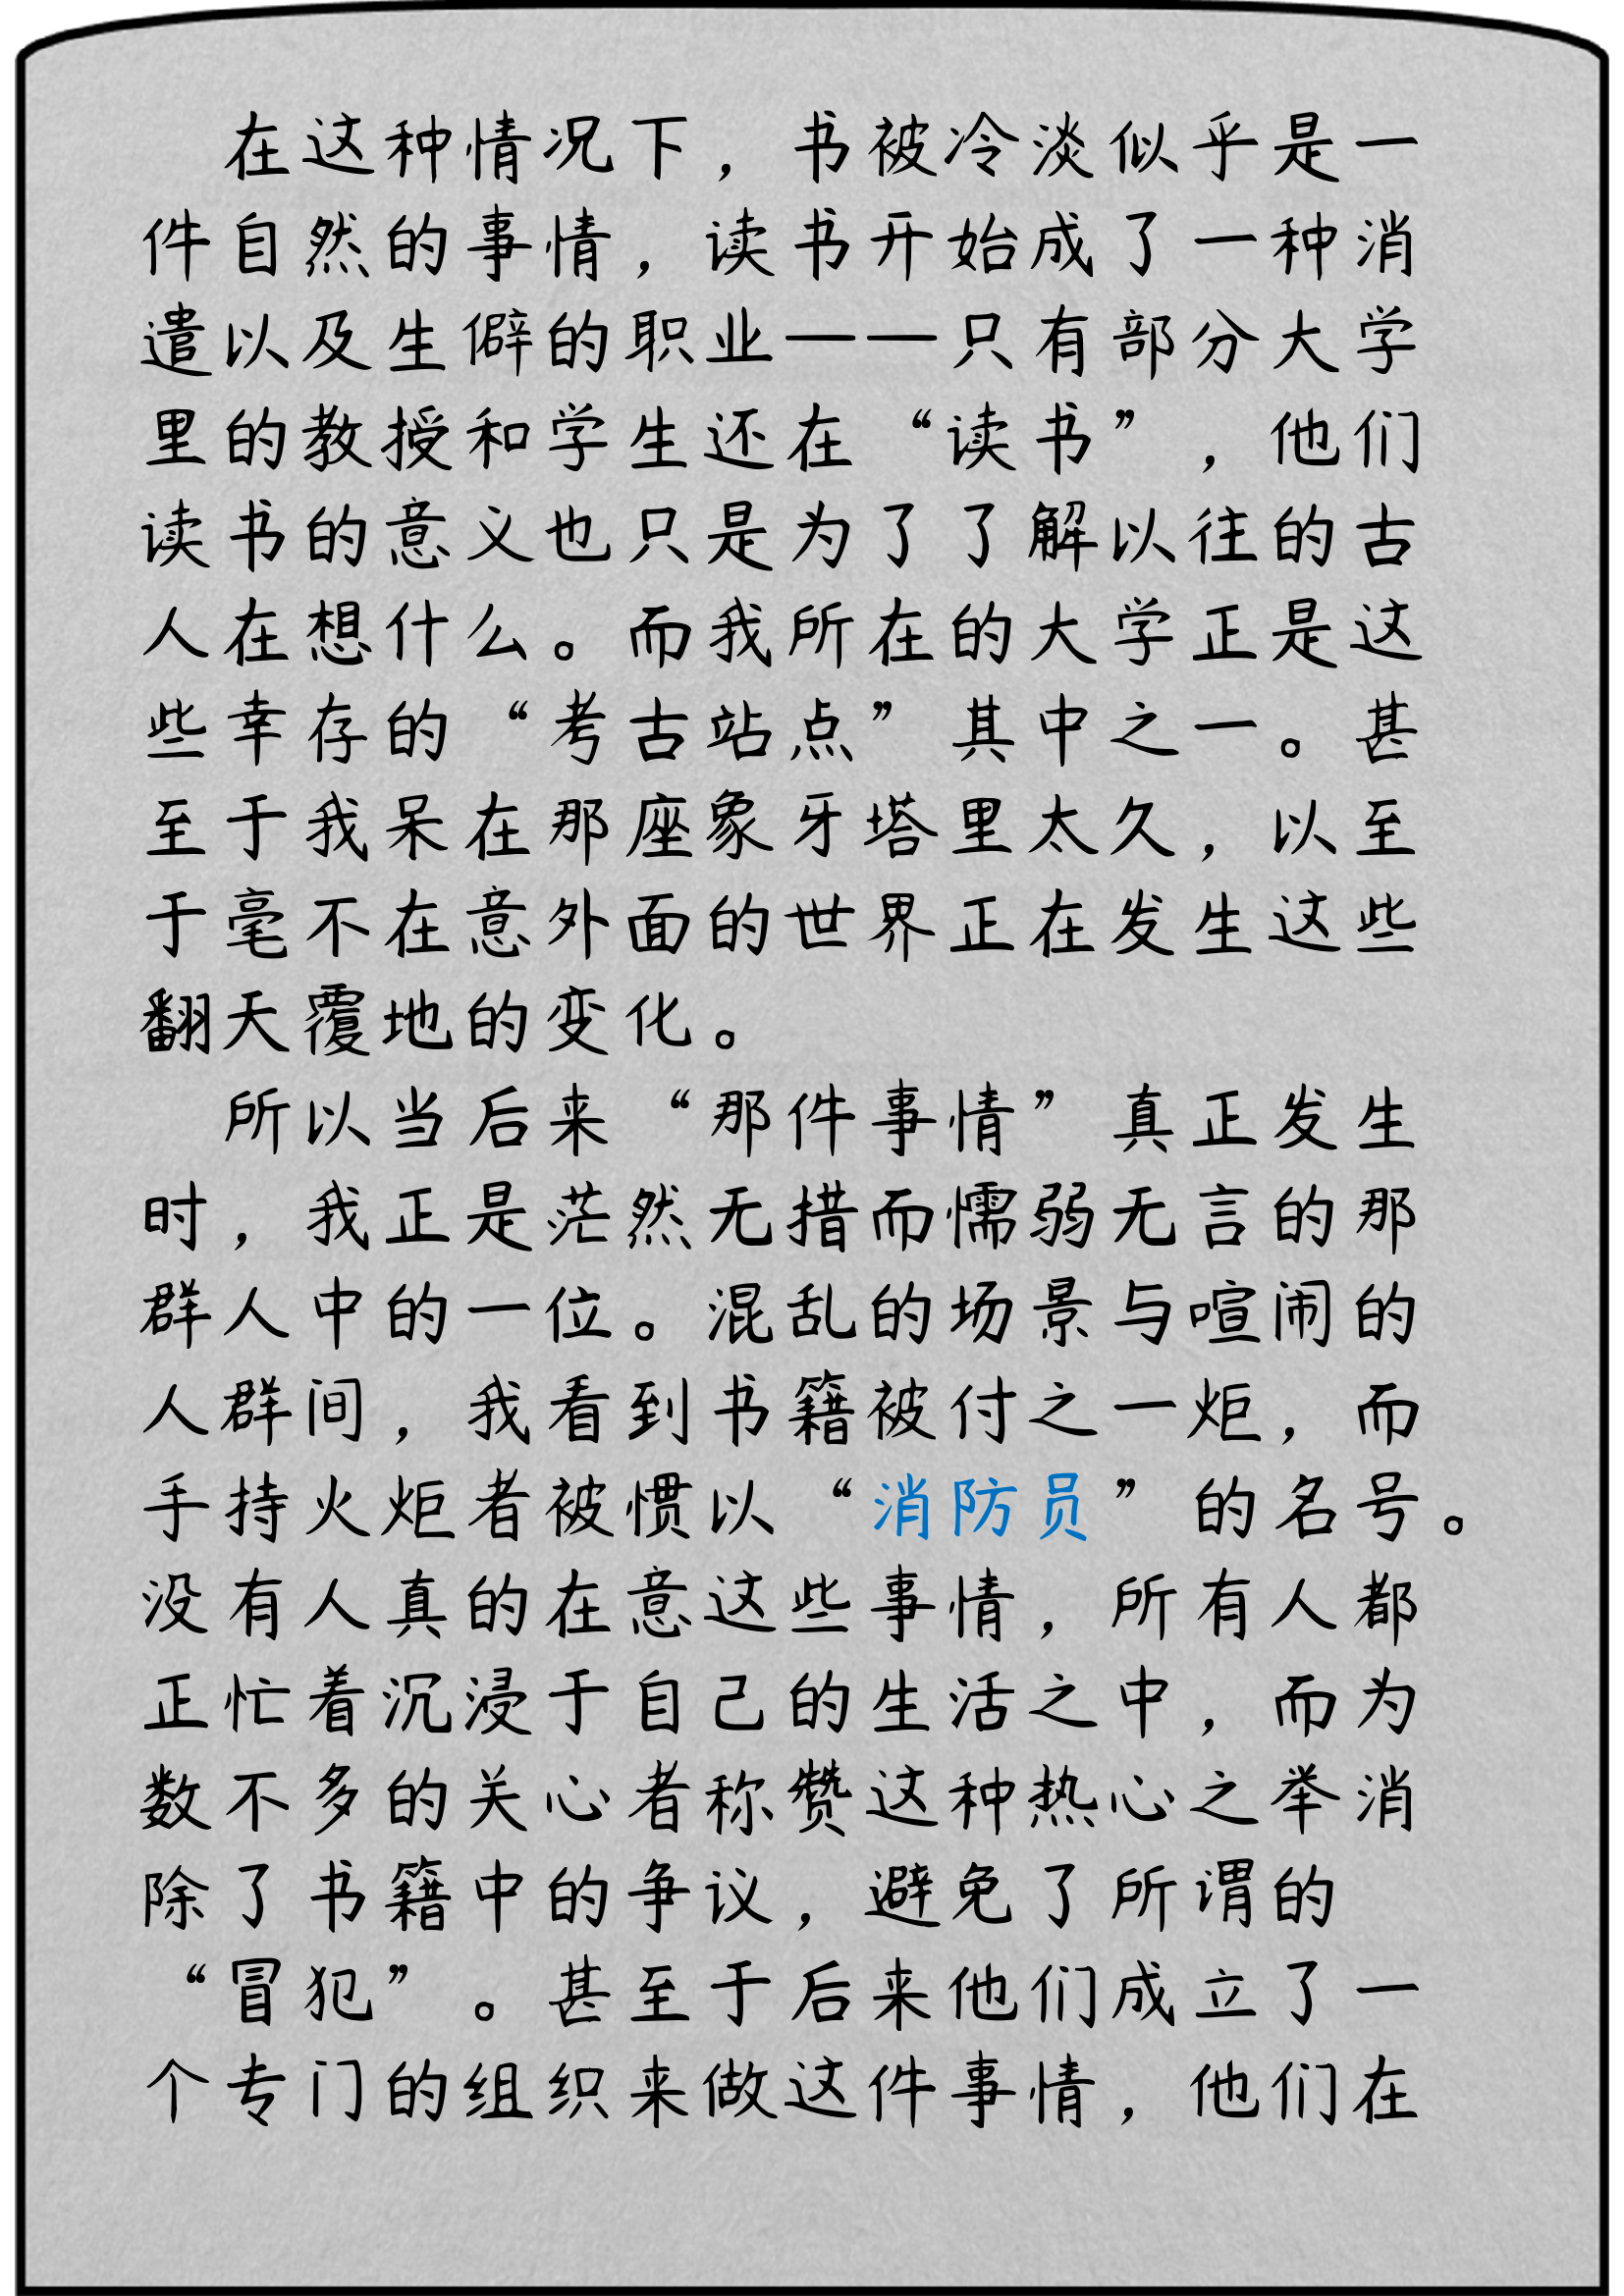 在这种情况下，书被冷淡似乎是一
件自然的事情，读书开始成了一种消
遣以及生僻的职业——只有部分大学
里的教授和学生还在“读书”，他们
读书的意义也只是为了了解以往的古
人在想什么。而我所在的大学正是这
些幸存的“考古站点”其中之一。甚
至于我呆在那座象牙塔里太久，以至
于毫不在意外面的世界正在发生这些
翻天覆地的变化。
所以当后来“那件事情”真正发生
时，我正是茫然无措而懦弱无言的那
群人中的一位。混乱的场景与喧闹的
人群间，我看到书籍被付之一炬，而
手持火炬者被惯以“消防员”的名号。
没有人真的在意这些事情，所有人都
正忙着沉浸于自己的生活之中，而为
数不多的关心者称赞这种热心之举消
除了书籍中的争议，避免了所谓的
“冒犯”。甚至于后来他们成立了一
个专门的组织来做这件事情，他们在